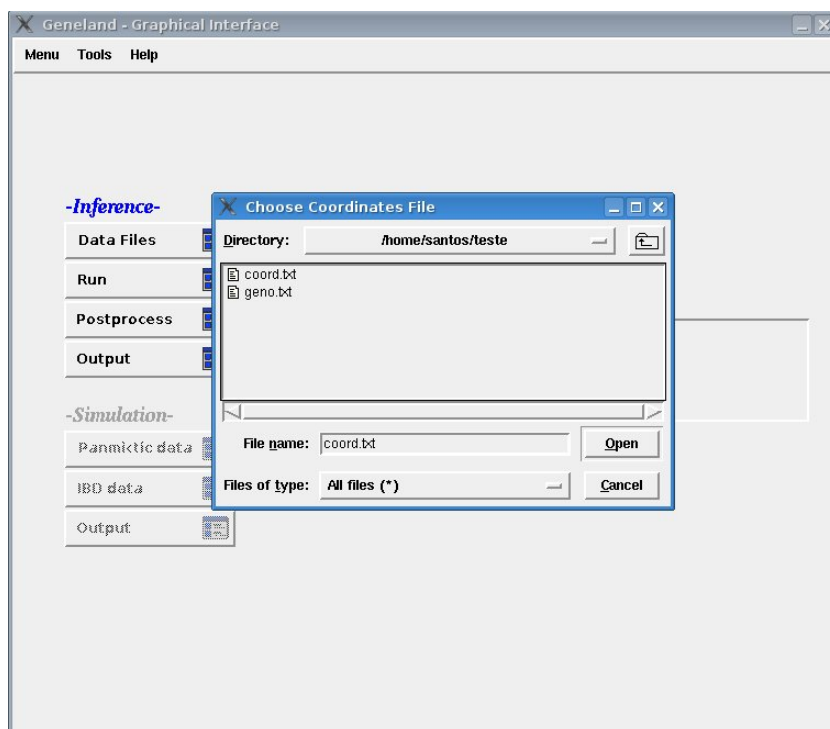 Geneland - Graphical Interface
Menu Tools Help
-Inference-
Data Files
Run
Postprocess
Output
-Simulation-
Panmictic data
IBD data
Output
Choose Coordinates File
Directory: /home/santos/teste
coord.txt
geno.txt
File name: coord.txt Open
Files of type: All files (*) Cancel